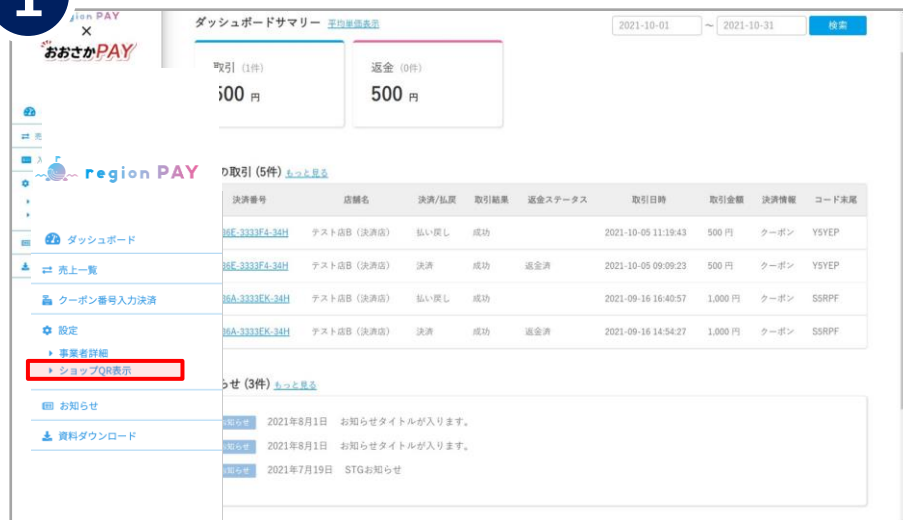 1
region PAY
×
おおさかPAY
ダッシュボードサマリー 平均単価表示
2021-10-01 ~ 2021-10-31 検索
取引 (1件) 返金 (0件)
500 円 500 円
region PAY
の取引 (5件) もっと見る
決済番号 店舗名 決済/払戻 取引結果 返金ステータス 取引日時 取引金額 決済情報 コード末尾
36E-3333F4-34H テスト店B（決済店） 払い戻し 成功 2021-10-05 11:19:43 500 円 クーポン Y5YEP
36E-3333F4-34H テスト店B（決済店） 決済 成功 返金済 2021-10-05 09:09:23 500 円 クーポン Y5YEP
36A-3333EK-34H テスト店B（決済店） 払い戻し 成功 2021-09-16 16:40:57 1,000 円 クーポン S5RPF
36A-3333EK-34H テスト店B（決済店） 決済 成功 返金済 2021-09-16 14:54:27 1,000 円 クーポン S5RPF
ダッシュボード
売上一覧
クーポン番号入力決済
設定
事業者詳細
ショップQR表示
お知らせ
資料ダウンロード
らせ (3件) もっと見る
お知らせ 2021年8月1日 お知らせタイトルが入ります。
お知らせ 2021年8月1日 お知らせタイトルが入ります。
お知らせ 2021年7月19日 STGお知らせ